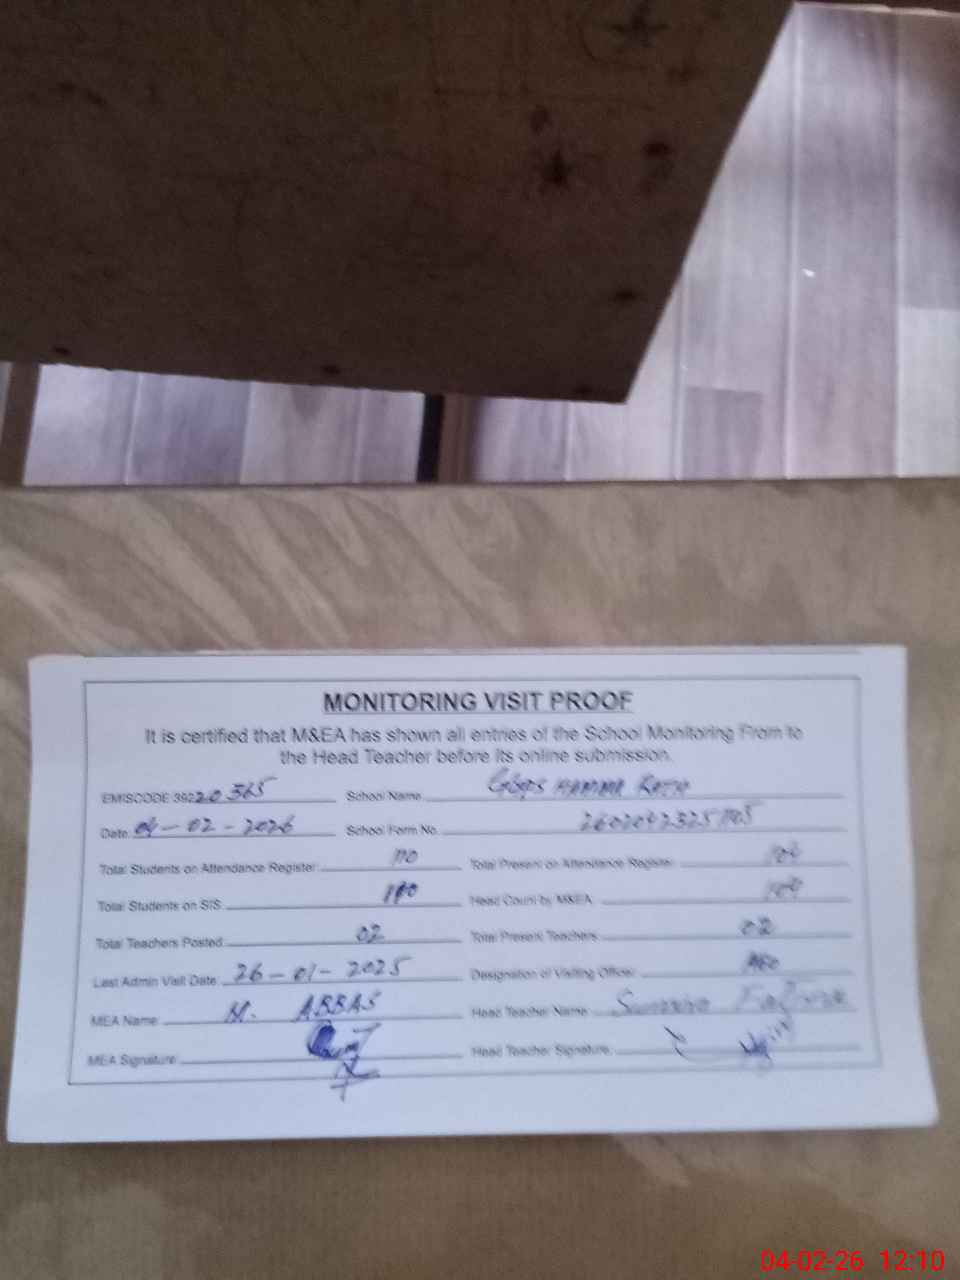 MONITORING VISIT PROOF
It is certified that M&EA has shown all entries of the School Monitoring From to
the Head Teacher before its online submission.
EMISCODE 39220365 School Name
Date: 04-02-2026 School Form No.
Total Students on Attendance Register 110 Total Present on Attendance Register
Total Students on SIS Head Count by M&EA
Total Teachers Posted 02 Total Present Teachers 02
Last Admin Visit Date 26-01-2025 Designation of Visiting Officer
MEA Name M. ABBAS Head Teacher Name
MEA Signature: Head Teacher Signature:
04-02-26 12:10